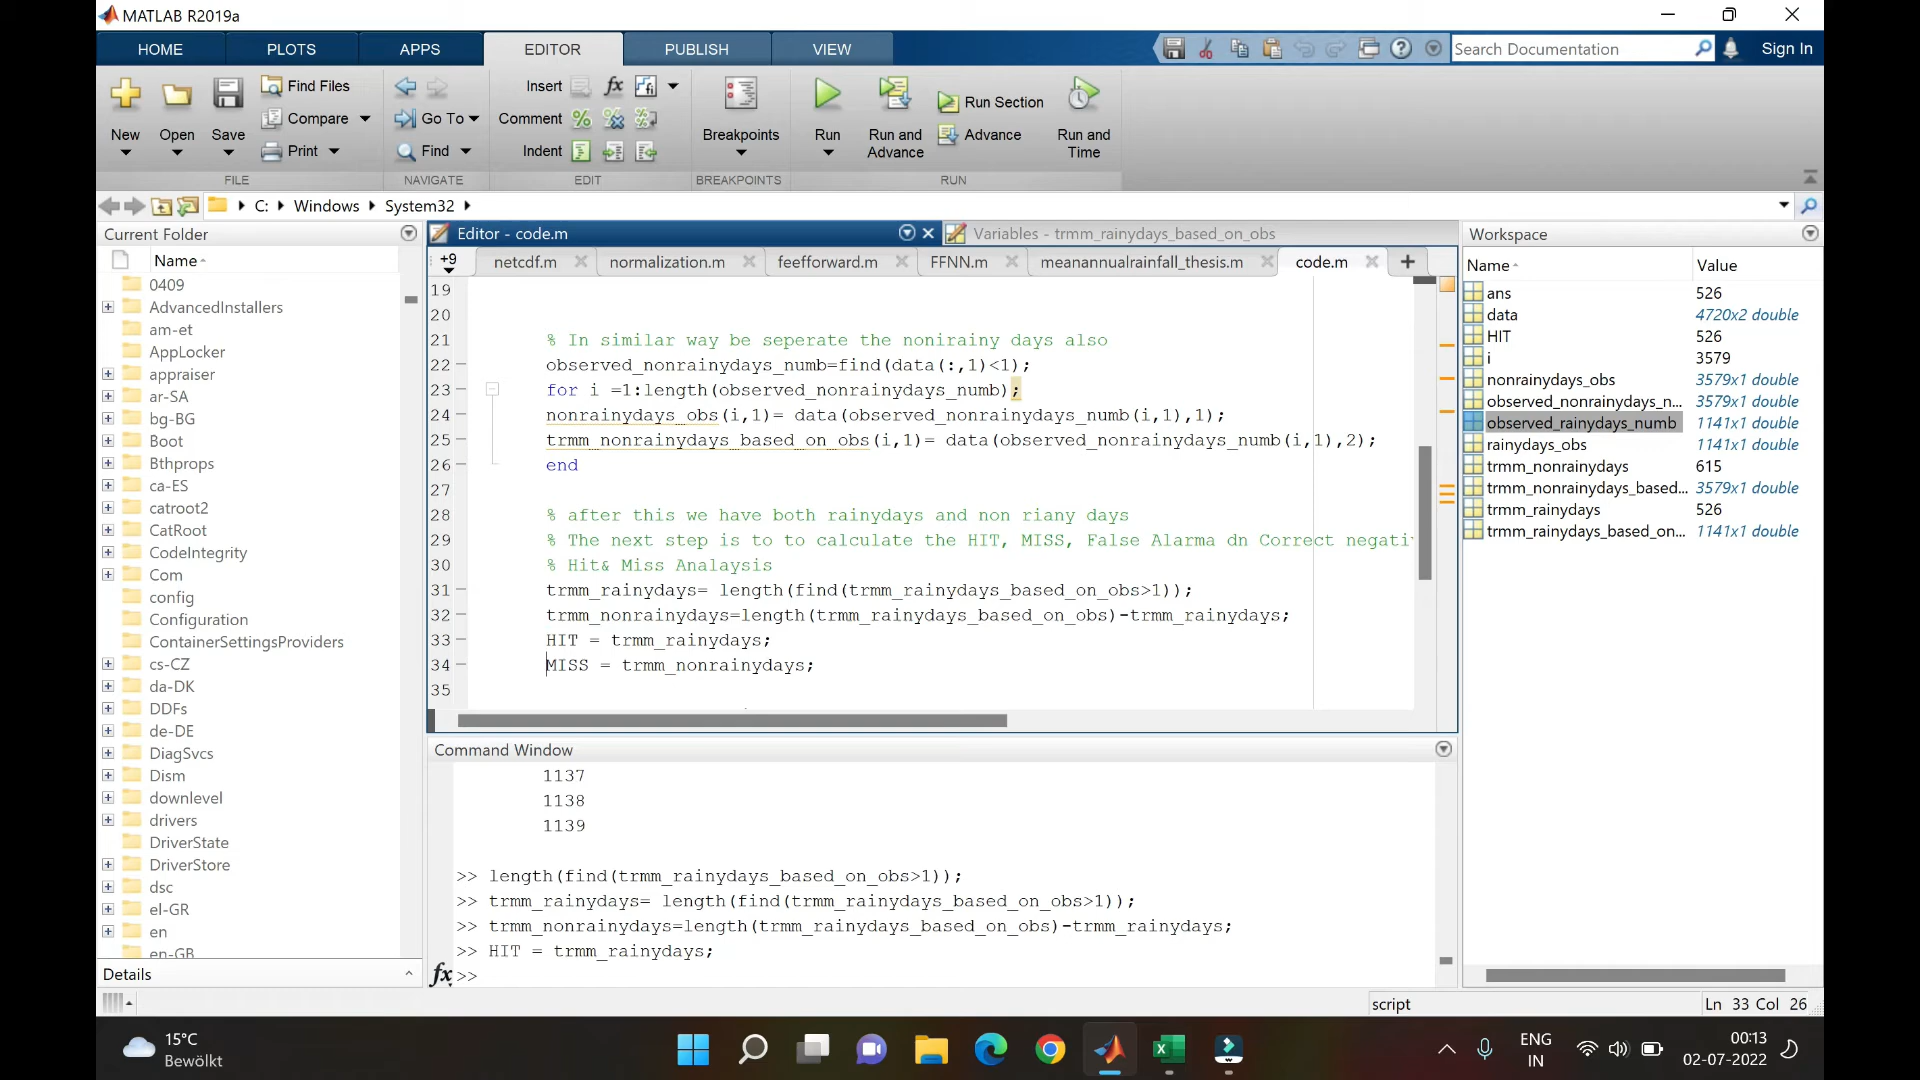 MATLAB R2019a
HOME PLOTS APPS EDITOR PUBLISH VIEW
Search Documentation
Sign In
New Open Save
Find Files
Compare
Print
FILE
Go To
Find
NAVIGATE
Insert
Comment
Indent
EDIT
Breakpoints
BREAKPOINTS
Run
Run and Advance
Run Section
Advance
Run and Time
RUN
C: Windows System32
Current Folder
Name
0409
AdvancedInstallers
am-et
AppLocker
appraiser
ar-SA
bg-BG
Boot
Bthprops
ca-ES
catroot2
CatRoot
CodeIntegrity
Com
config
Configuration
ContainerSettingsProviders
cs-CZ
da-DK
DDFs
de-DE
DiagSvcs
Dism
downlevel
drivers
DriverState
DriverStore
dsc
el-GR
en
en-GB
Details
Editor - code.m
Variables - trmm_rainydays_based_on_obs
+9 netcdf.m normalization.m feefforward.m FFNN.m meanannualrainfall_thesis.m code.m +
19
20
21 % In similar way be seperate the nonirainy days also
22 observed_nonrainydays_numb=find(data(:,1)<1);
23 for i =1:length(observed_nonrainydays_numb);
24 nonrainydays_obs(i,1)= data(observed_nonrainydays_numb(i,1),1);
25 trmm_nonrainydays_based_on_obs(i,1)= data(observed_nonrainydays_numb(i,1),2);
26 end
27
28 % after this we have both rainydays and non riany days
29 % The next step is to to calculate the HIT, MISS, False Alarma dn Correct negati
30 % Hit& Miss Analaysis
31 trmm_rainydays= length(find(trmm_rainydays_based_on_obs>1));
32 trmm_nonrainydays=length(trmm_rainydays_based_on_obs)-trmm_rainydays;
33 HIT = trmm_rainydays;
34 MISS = trmm_nonrainydays;
35
Command Window
1137
1138
1139
>> length(find(trmm_rainydays_based_on_obs>1));
>> trmm_rainydays= length(find(trmm_rainydays_based_on_obs>1));
>> trmm_nonrainydays=length(trmm_rainydays_based_on_obs)-trmm_rainydays;
>> HIT = trmm_rainydays;
fx >>
Workspace
Name Value
ans 526
data 4720x2 double
HIT 526
i 3579
nonrainydays_obs 3579x1 double
observed_nonrainydays_n... 3579x1 double
observed_rainydays_numb 1141x1 double
rainydays_obs 1141x1 double
trmm_nonrainydays 615
trmm_nonrainydays_based... 3579x1 double
trmm_rainydays 526
trmm_rainydays_based_on... 1141x1 double
script
Ln 33 Col 26
15°C
Bewölkt
ENG
IN
00:13
02-07-2022